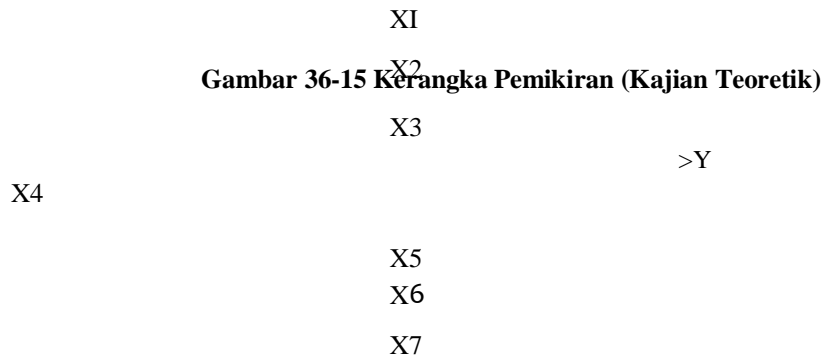 XI
X2
Gambar 36-15 Kerangka Pemikiran (Kajian Teoretik)
X3
>Y
X4
X5
X6
X7